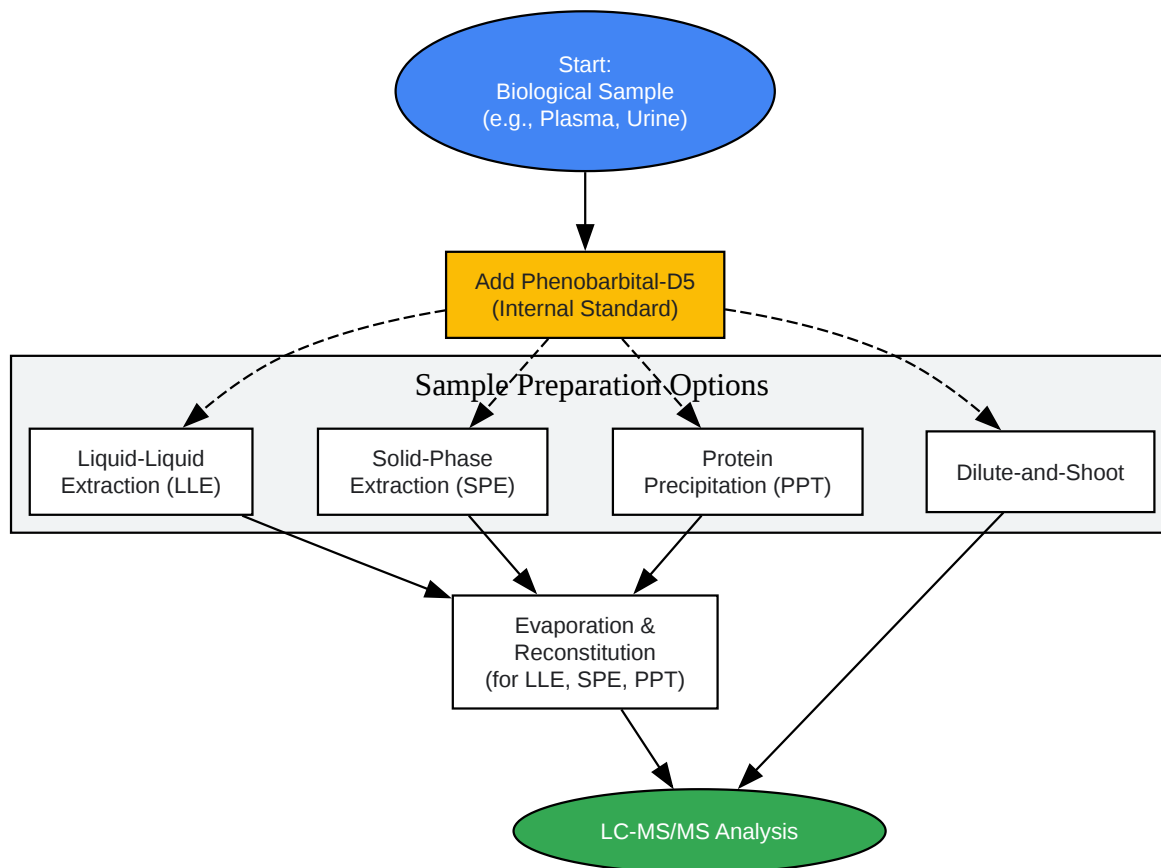 Start:
Biological Sample
(e.g., Plasma, Urine)
Add Phenobarbital-D5
(Internal Standard)
Sample Preparation Options
Liquid-Liquid
Extraction (LLE)
Solid-Phase
Extraction (SPE)
Protein
Precipitation (PPT)
Dilute-and-Shoot
Evaporation &
Reconstitution
(for LLE, SPE, PPT)
LC-MS/MS Analysis